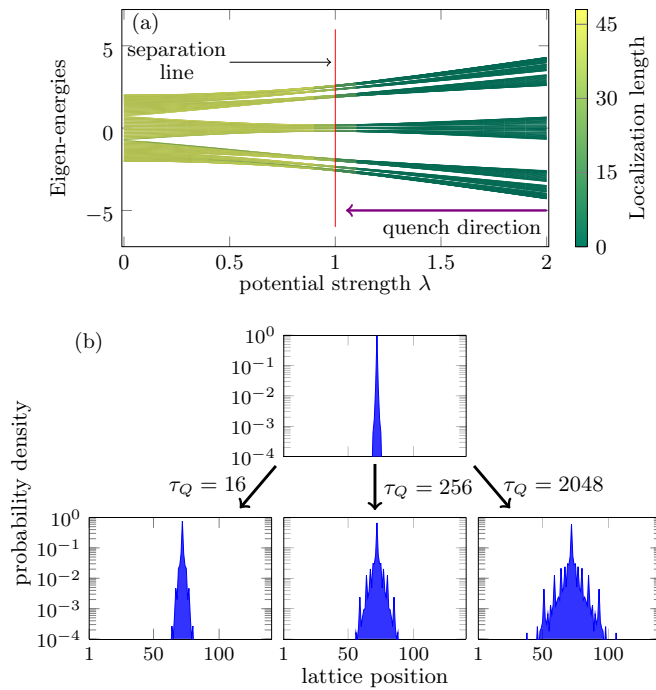 (a)
separation
line
quench direction
5
0
−5
Eigen-energies
0
0.5
1
1.5
2
potential strength λ
45
30
15
0
Localization length
(b)
10^0
10^−1
10^−2
10^−3
10^−4
probability density
τ_Q = 16
τ_Q = 256
τ_Q = 2048
10^0
10^−1
10^−2
10^−3
10^−4
1 50 100
1 50 100
1 50 100
lattice position